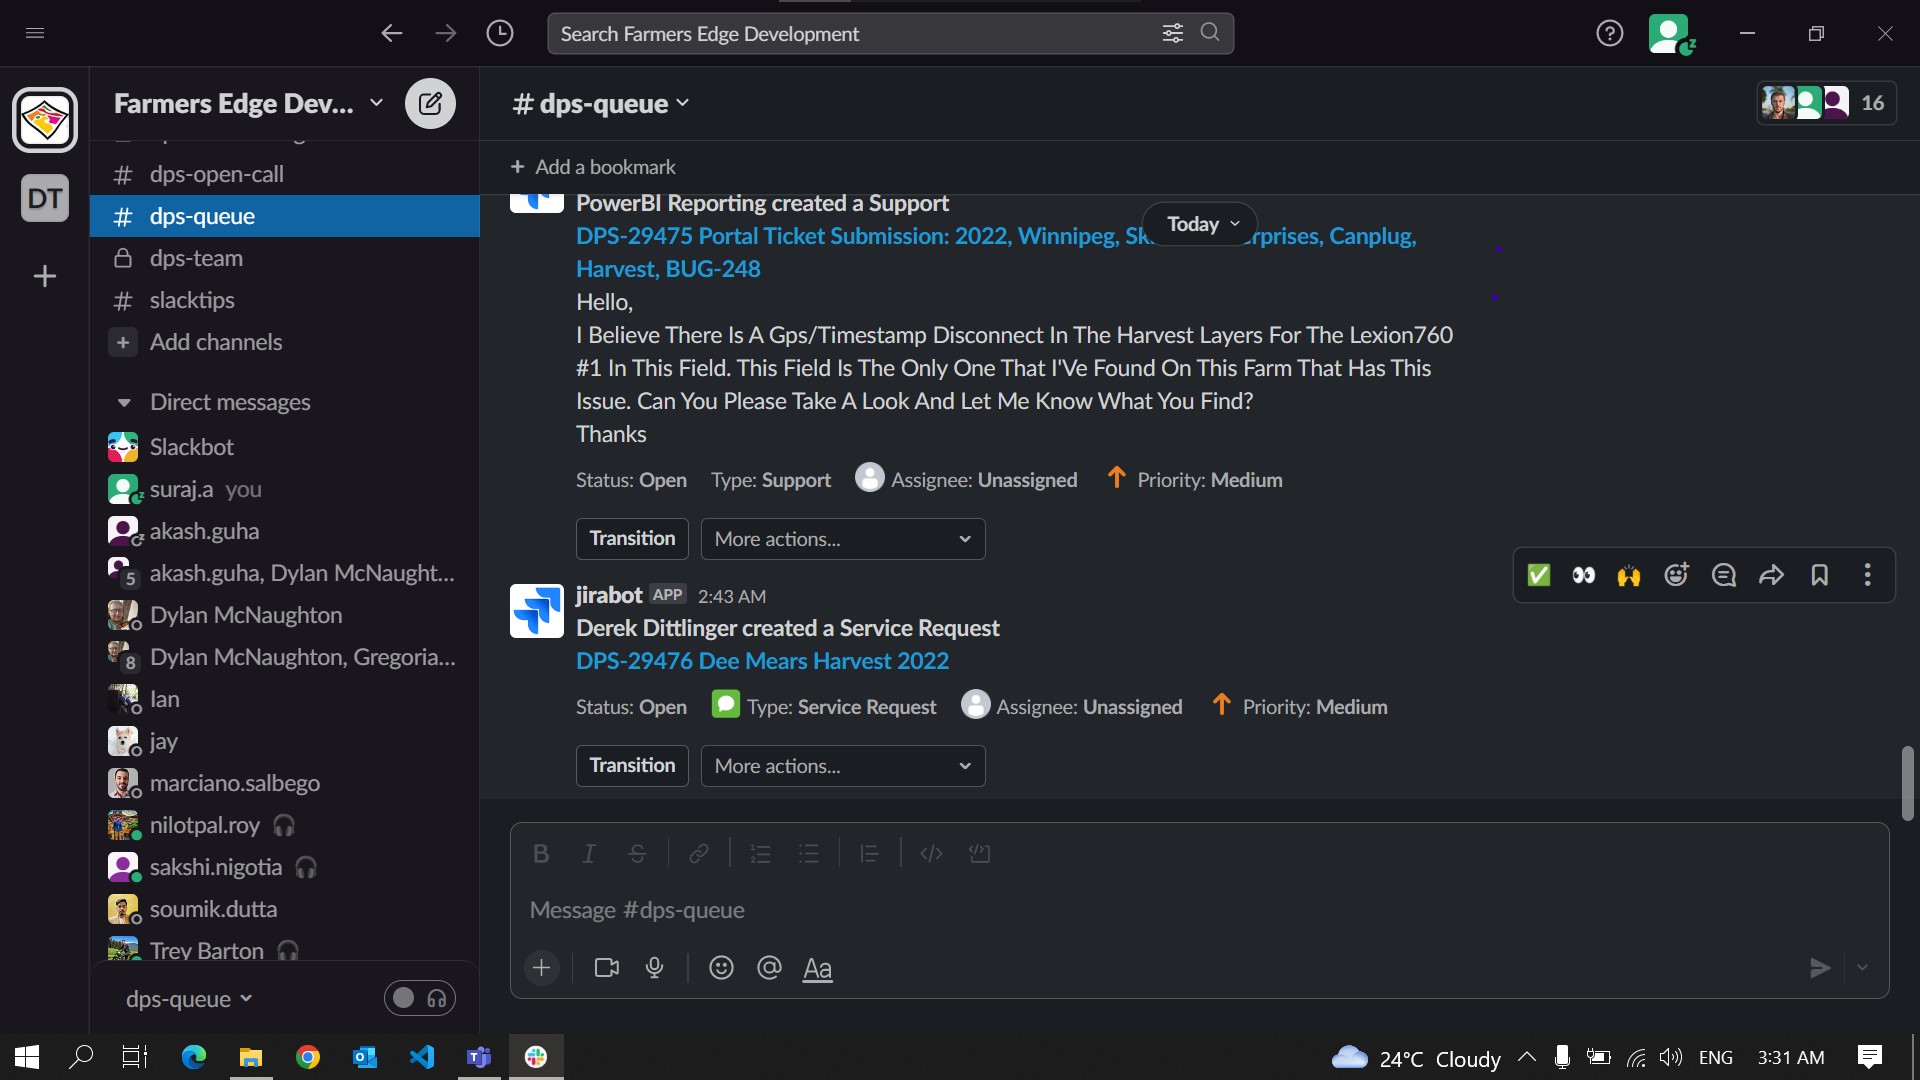 Search Farmers Edge Development
Farmers Edge Dev...
DT
dps-open-call
dps-queue
dps-team
slacktips
+ Add channels
Direct messages
Slackbot
suraj.a you
akash.guha
5 akash.guha, Dylan McNaught...
Dylan McNaughton
8 Dylan McNaughton, Gregoria...
Ian
jay
marciano.salbego
nilotpal.roy
sakshi.nigotia
soumik.dutta
Trey Barton
dps-queue
# dps-queue
16
+ Add a bookmark
Today
PowerBI Reporting created a Support
DPS-29475 Portal Ticket Submission: 2022, Winnipeg, Canplug,
Harvest, BUG-248
Hello,
I Believe There Is A Gps/Timestamp Disconnect In The Harvest Layers For The Lexion760
#1 In This Field. This Field Is The Only One That I'Ve Found On This Farm That Has This
Issue. Can You Please Take A Look And Let Me Know What You Find?
Thanks
Status: Open Type: Support Assignee: Unassigned Priority: Medium
Transition More actions...
jirabot APP 2:43 AM
Derek Dittlinger created a Service Request
DPS-29476 Dee Mears Harvest 2022
Status: Open Type: Service Request Assignee: Unassigned Priority: Medium
Transition More actions...
B I S
Message #dps-queue
Aa
24°C Cloudy ENG 3:31 AM